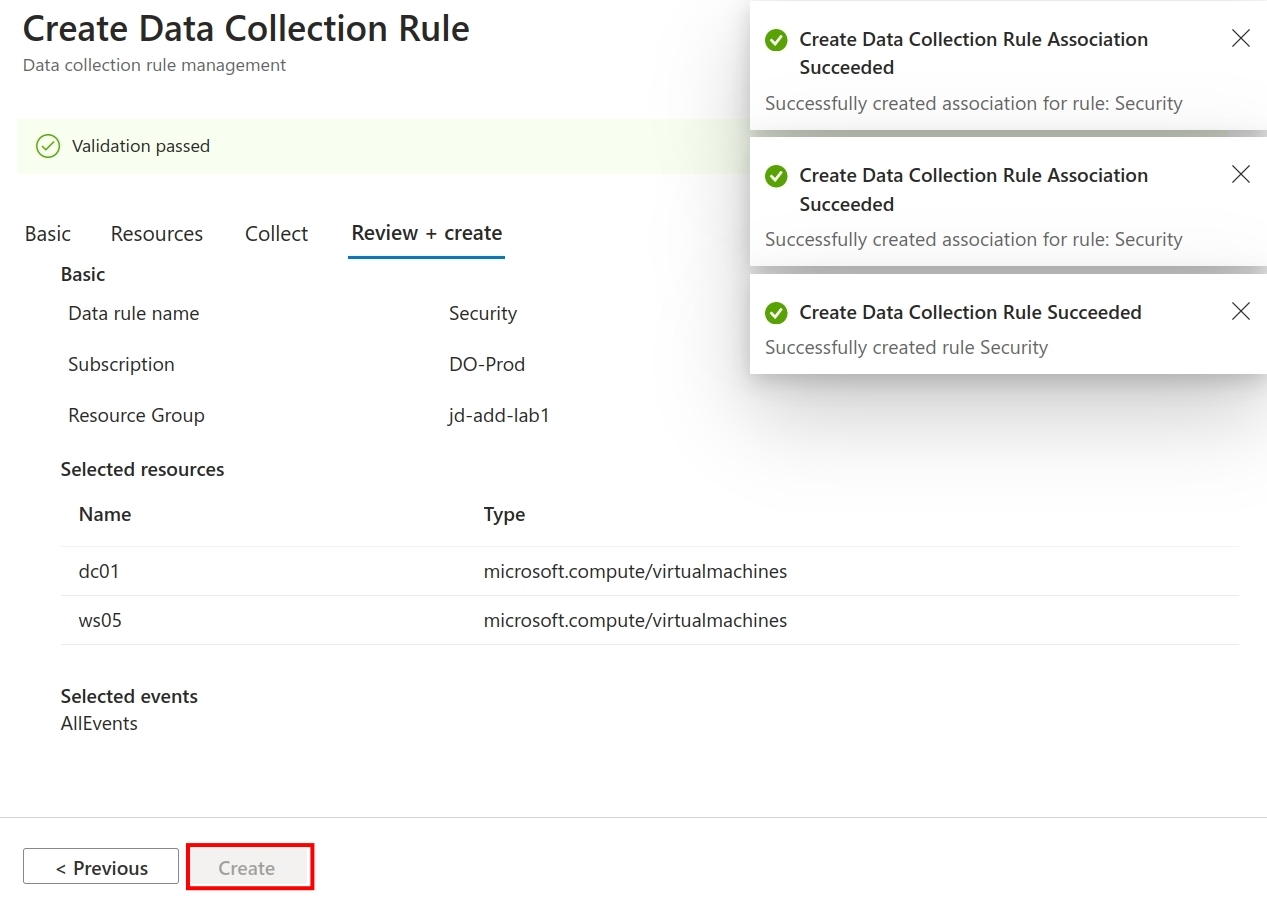 Create Data Collection Rule
Data collection rule management
Validation passed
Basic Resources Collect Review + create
Basic
Data rule name Security
Subscription DO-Prod
Resource Group jd-add-lab1
Selected resources
Name Type
dc01 microsoft.compute/virtualmachines
ws05 microsoft.compute/virtualmachines
Selected events
AllEvents
< Previous Create
Create Data Collection Rule Association
Succeeded
Successfully created association for rule: Security
Create Data Collection Rule Association
Succeeded
Successfully created association for rule: Security
Create Data Collection Rule Succeeded
Successfully created rule Security